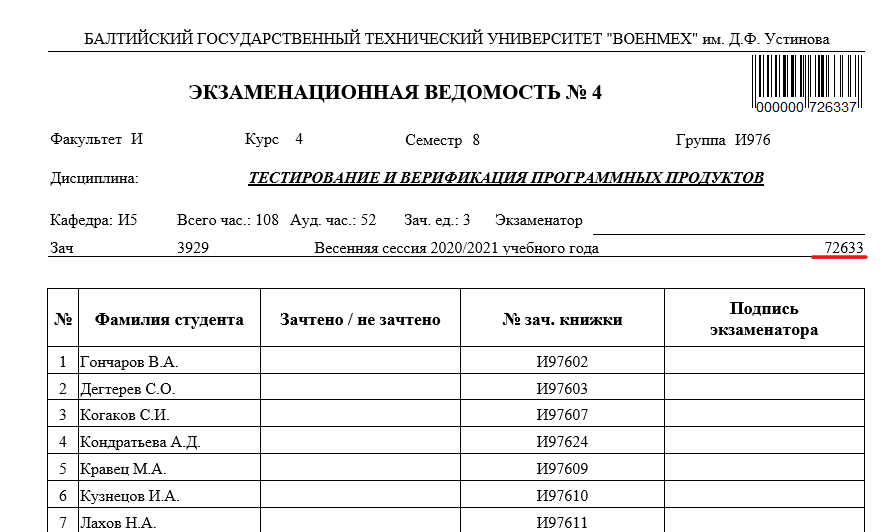 БАЛТИЙСКИЙ ГОСУДАРСТВЕННЫЙ ТЕХНИЧЕСКИЙ УНИВЕРСИТЕТ "ВОЕНМЕХ" им. Д.Ф. Устинова
ЭКЗАМЕНАЦИОННАЯ ВЕДОМОСТЬ № 4
000000 726337
Факультет И Курс 4 Семестр 8 Группа И976
Дисциплина: ТЕСТИРОВАНИЕ И ВЕРИФИКАЦИЯ ПРОГРАММНЫХ ПРОДУКТОВ
Кафедра: И5 Всего час.: 108 Ауд. час.: 52 Зач. ед.: 3 Экзаменатор
Зач 3929 Весенняя сессия 2020/2021 учебного года 72633
№ Фамилия студента Зачтено / не зачтено № зач. книжки Подпись экзаменатора
1 Гончаров В.А. И97602
2 Дегтерев С.О. И97603
3 Когаков С.И. И97607
4 Кондратьева А.Д. И97624
5 Кравец М.А. И97609
6 Кузнецов И.А. И97610
7 Лахов Н.А. И97611